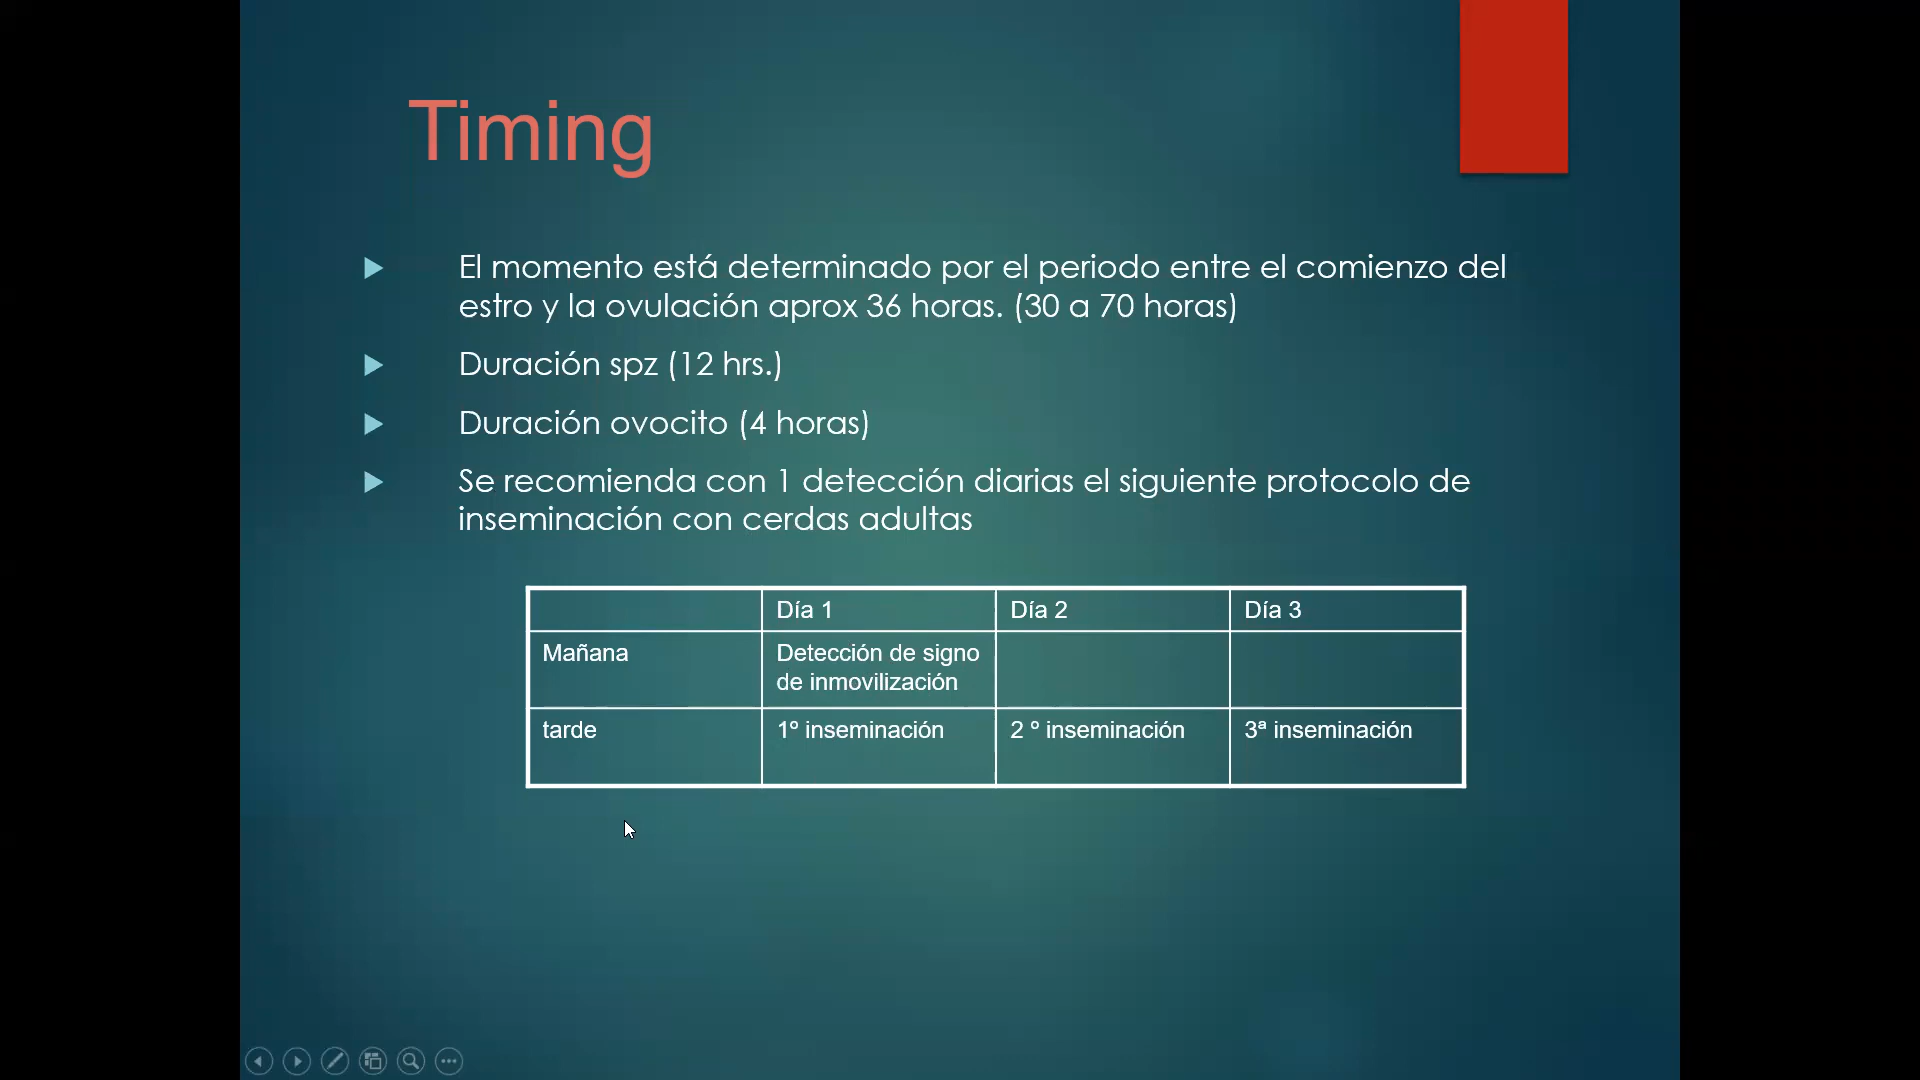 Timing
El momento está determinado por el periodo entre el comienzo del
estro y la ovulación aprox 36 horas. (30 a 70 horas)
Duración spz (12 hrs.)
Duración ovocito (4 horas)
Se recomienda con 1 detección diarias el siguiente protocolo de
inseminación con cerdas adultas
Día 1 Día 2 Día 3
Mañana Detección de signo
de inmovilización
tarde 1º inseminación 2 º inseminación 3ª inseminación